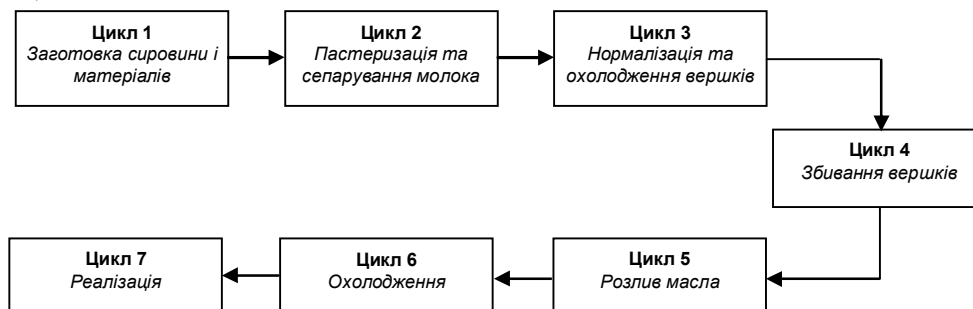 Цикл 1
Заготовка сировини і
матеріалів
Цикл 2
Пастеризація та
сепарування молока
Цикл 3
Нормалізація та
охолодження вершків
Цикл 4
Збивання вершків
Цикл 5
Розлив масла
Цикл 6
Охолодження
Цикл 7
Реалізація